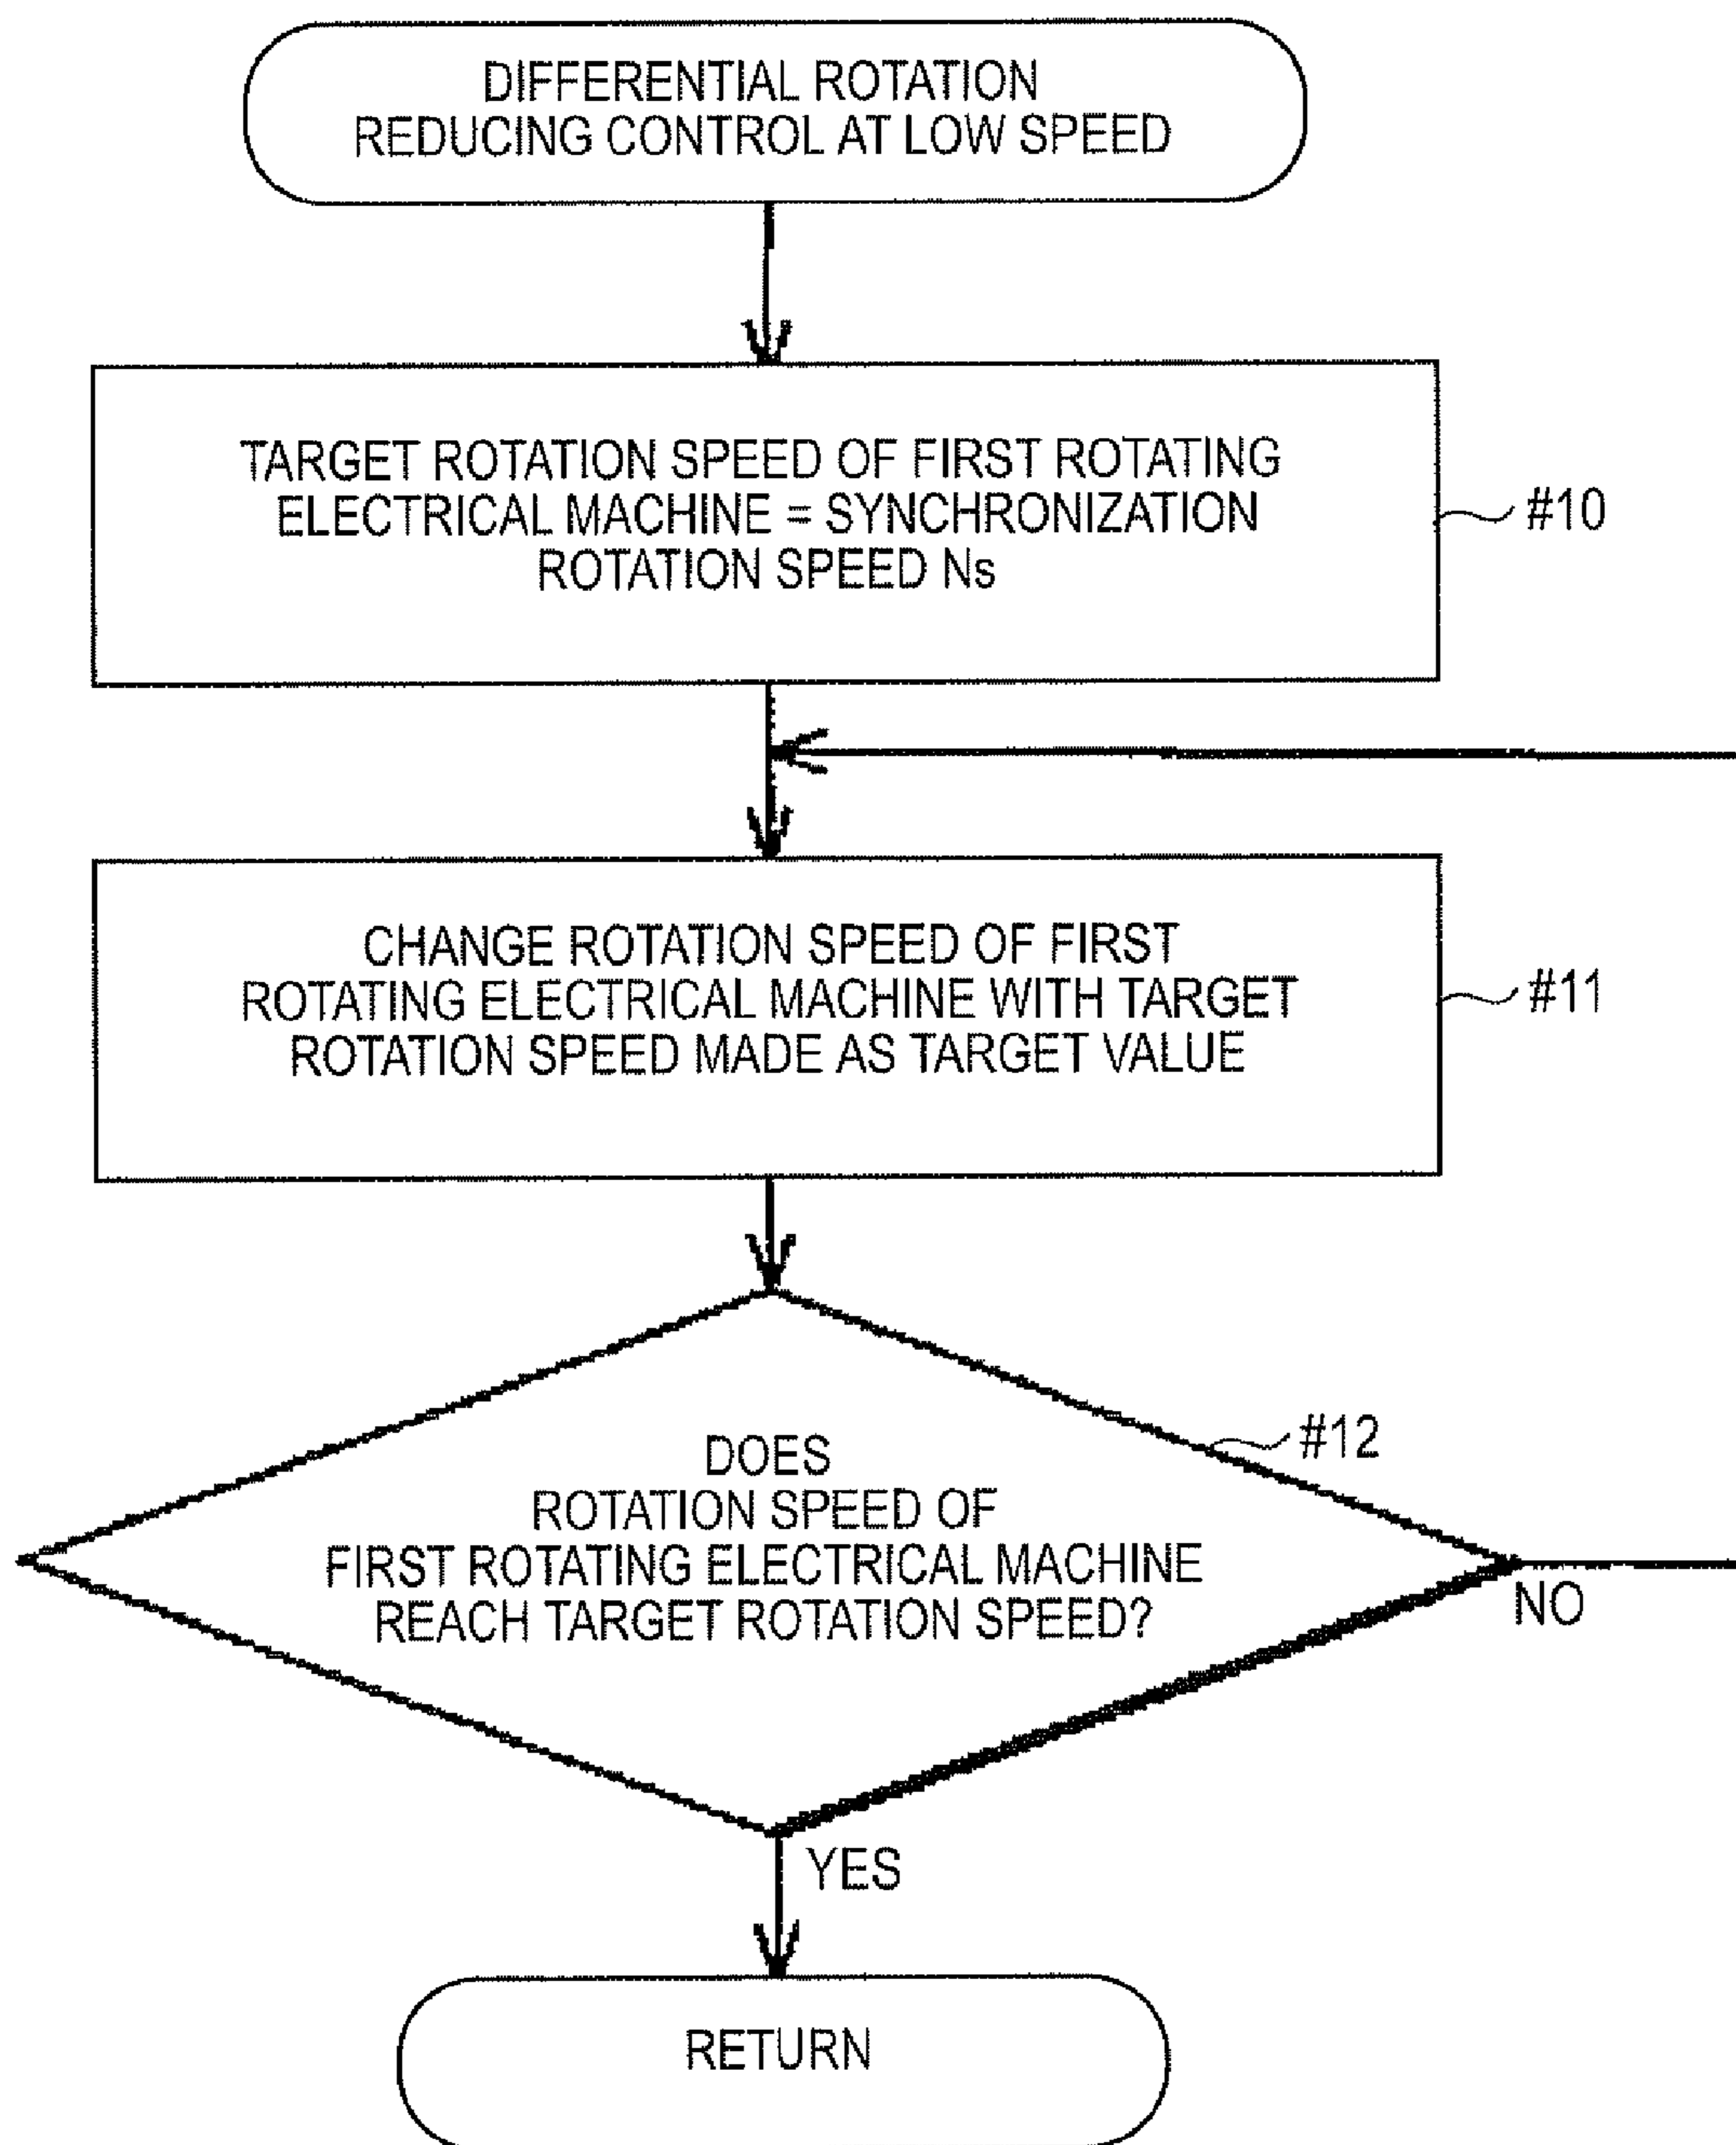 DIFFERENTIAL ROTATION
REDUCING CONTROL AT LOW SPEED
TARGET ROTATION SPEED OF FIRST ROTATING
ELECTRICAL MACHINE = SYNCHRONIZATION
ROTATION SPEED Ns
#10
CHANGE ROTATION SPEED OF FIRST
ROTATING ELECTRICAL MACHINE WITH TARGET
ROTATION SPEED MADE AS TARGET VALUE
#11
DOES
ROTATION SPEED OF
FIRST ROTATING ELECTRICAL MACHINE
REACH TARGET ROTATION SPEED?
#12
NO
YES
RETURN